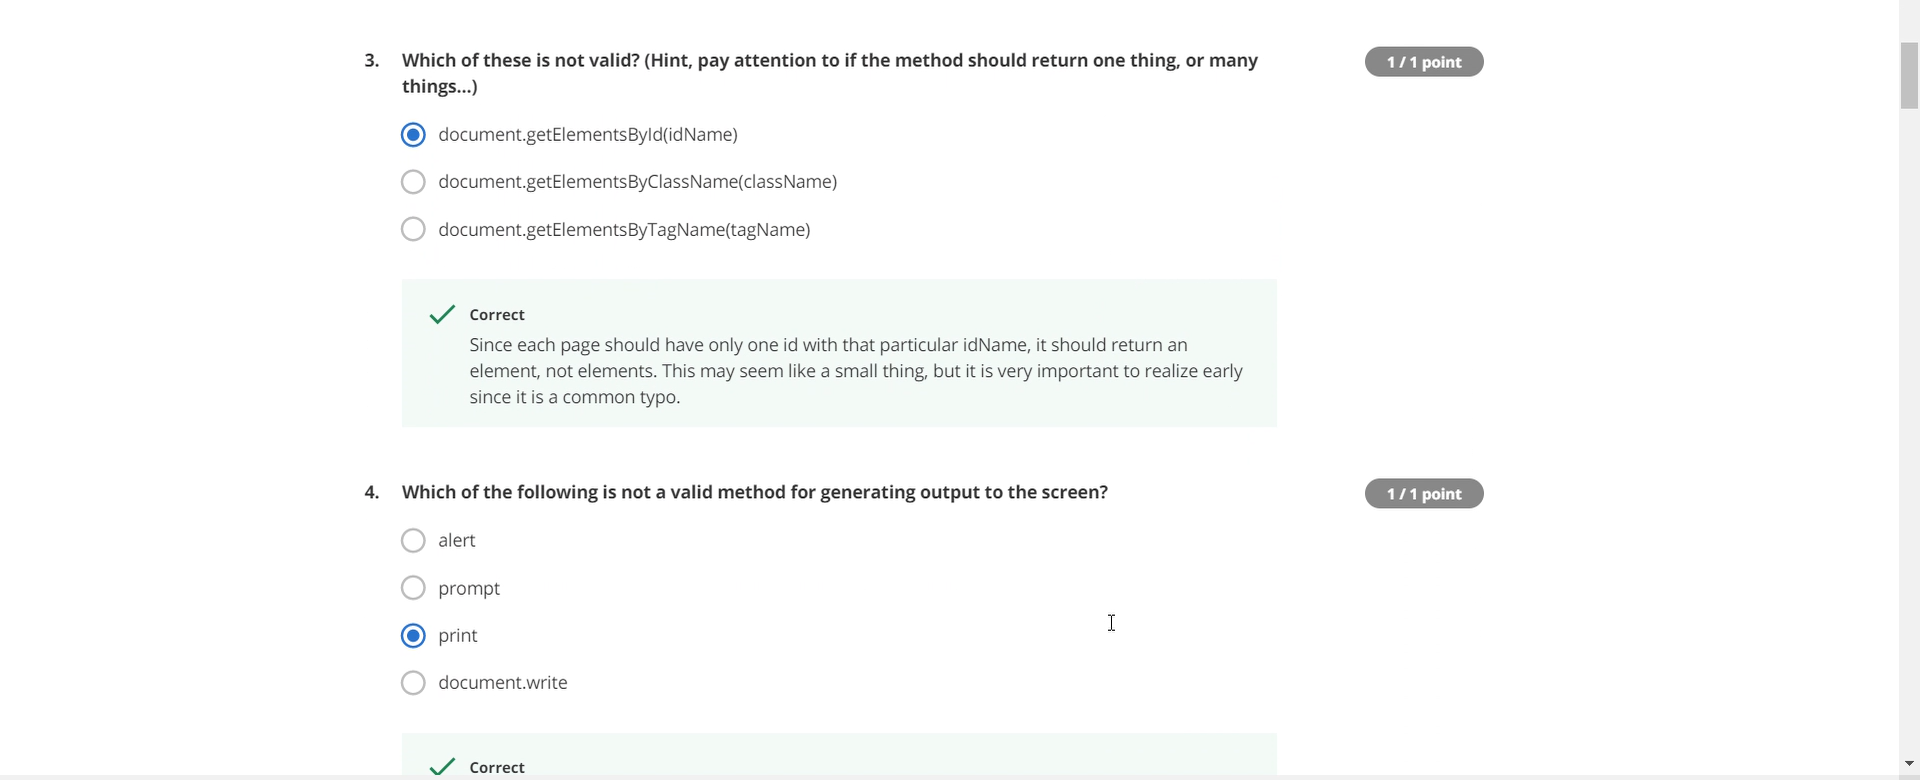 3. Which of these is not valid? (Hint, pay attention to if the method should return one thing, or many
things...)
1 / 1 point
document.getElementsById(idName)
document.getElementsByClassName(className)
document.getElementsByTagName(tagName)
Correct
Since each page should have only one id with that particular idName, it should return an
element, not elements. This may seem like a small thing, but it is very important to realize early
since it is a common typo.
4. Which of the following is not a valid method for generating output to the screen?
1 / 1 point
alert
prompt
print
document.write
Correct